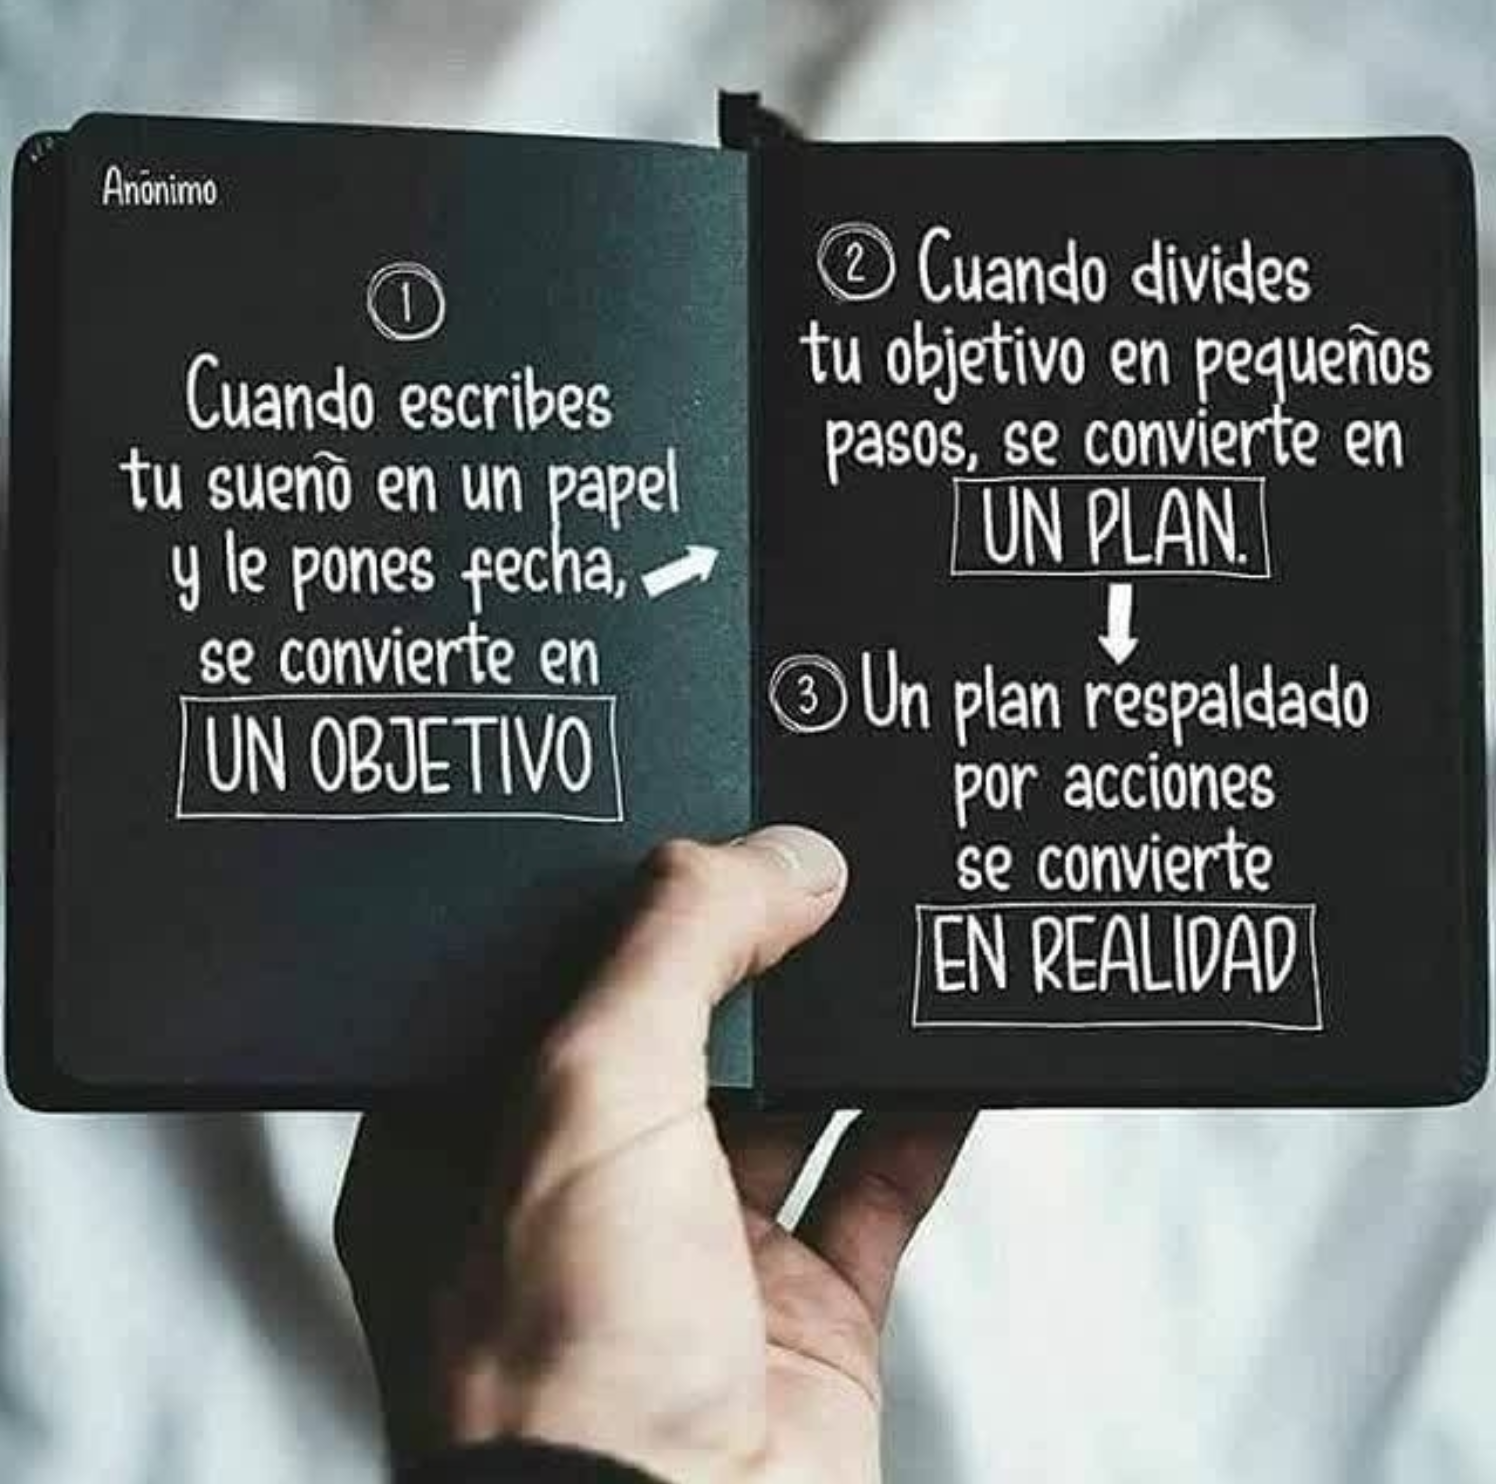 Anónimo
1
Cuando escribes
tu sueño en un papel
y le pones fecha,
se convierte en
UN OBJETIVO
2 Cuando divides
tu objetivo en pequeños
pasos, se convierte en
UN PLAN.
3 Un plan respaldado
por acciones
se convierte
EN REALIDAD